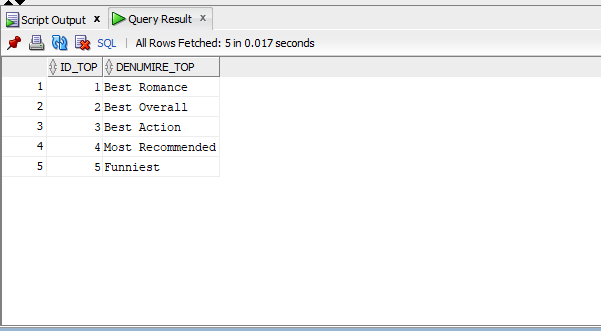 Script Output x Query Result x
SQL | All Rows Fetched: 5 in 0.017 seconds
ID_TOP DENUMIRE_TOP
1 1 Best Romance
2 2 Best Overall
3 3 Best Action
4 4 Most Recommended
5 5 Funniest